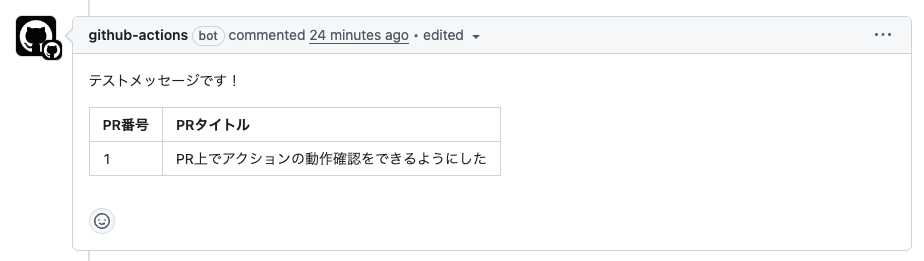 github-actions bot commented 24 minutes ago • edited
テストメッセージです！
PR番号 PRタイトル
1 PR上でアクションの動作確認をできるようにした